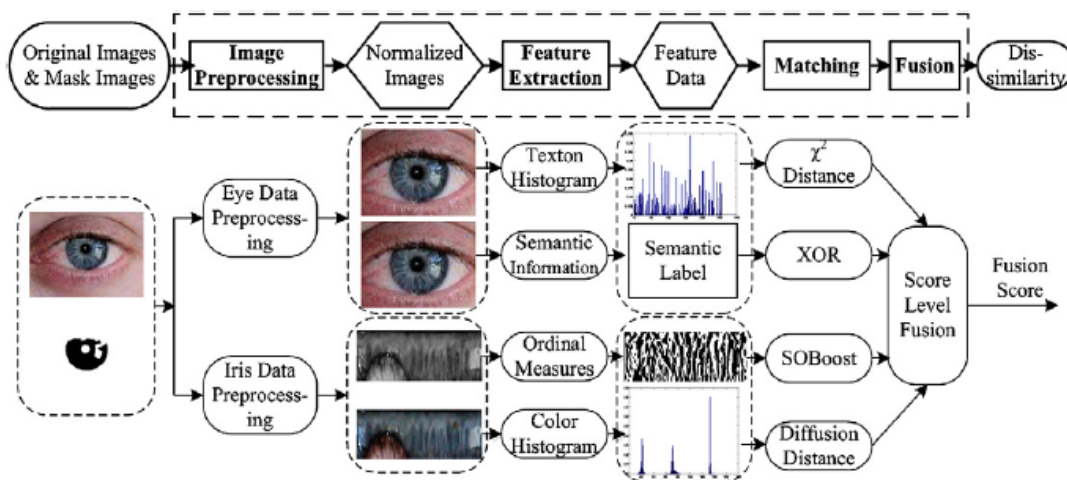 Original Images
& Mask Images
Image
Preprocessing
Normalized
Images
Feature
Extraction
Feature
Data
Matching
Fusion
Dis-
similarity
Eye Data
Preprocess-
ing
Texton
Histogram
χ² Distance
Semantic
Information
Semantic
Label
XOR
Score
Level
Fusion
Fusion
Score
Iris Data
Preprocess-
ing
Ordinal
Measures
SOBoost
Color
Histogram
Diffusion
Distance